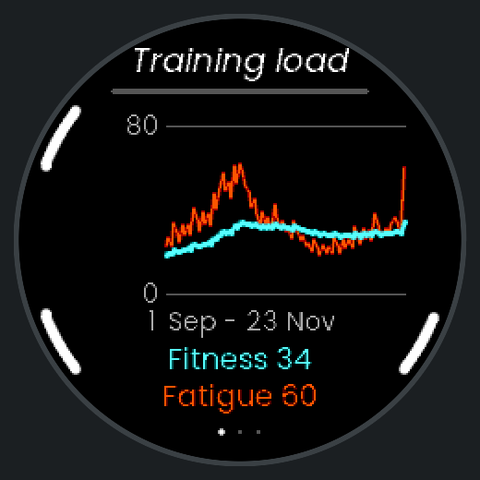 Training load
80
0
1 Sep - 23 Nov
Fitness 34
Fatigue 60